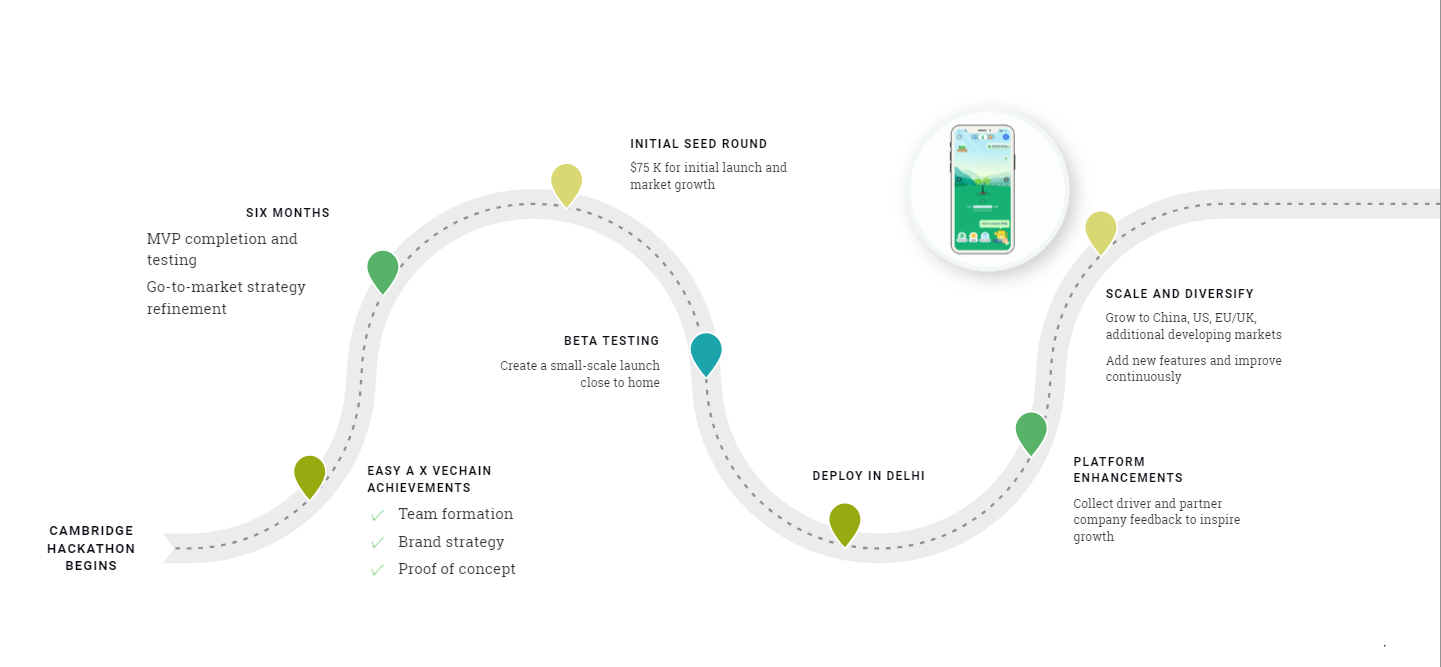 CAMBRIDGE
HACKATHON
BEGINS
EASY A X VECHAIN
ACHIEVEMENTS
Team formation
Brand strategy
Proof of concept
SIX MONTHS
MVP completion and
testing
Go-to-market strategy
refinement
INITIAL SEED ROUND
$75 K for initial launch and
market growth
BETA TESTING
Create a small-scale launch
close to home
DEPLOY IN DELHI
PLATFORM
ENHANCEMENTS
Collect driver and partner
company feedback to inspire
growth
SCALE AND DIVERSIFY
Grow to China, US, EU/UK,
additional developing markets
Add new features and improve
continuously